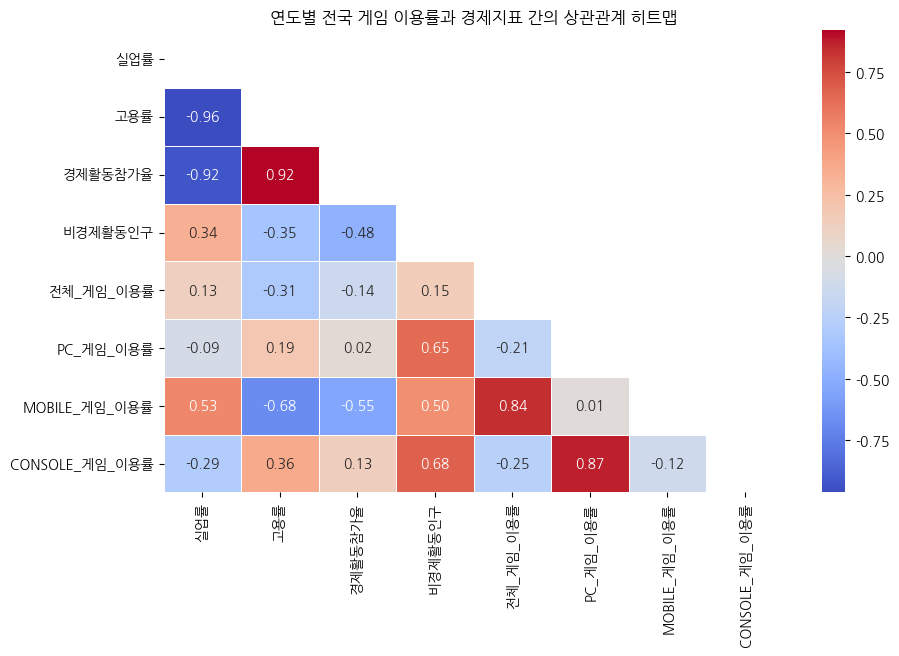 연도별 전국 게임 이용률과 경제지표 간의 상관관계 히트맵
실업률
고용률 -0.96
경제활동참가율 -0.92 0.92
비경제활동인구 0.34 -0.35 -0.48
전체_게임_이용률 0.13 -0.31 -0.14 0.15
PC_게임_이용률 -0.09 0.19 0.02 0.65 -0.21
MOBILE_게임_이용률 0.53 -0.68 -0.55 0.50 0.84 0.01
CONSOLE_게임_이용률 -0.29 0.36 0.13 0.68 -0.25 0.87 -0.12
실업률
고용률
경제활동참가율
비경제활동인구
전체_게임_이용률
PC_게임_이용률
MOBILE_게임_이용률
CONSOLE_게임_이용률
0.75
0.50
0.25
0.00
-0.25
-0.50
-0.75